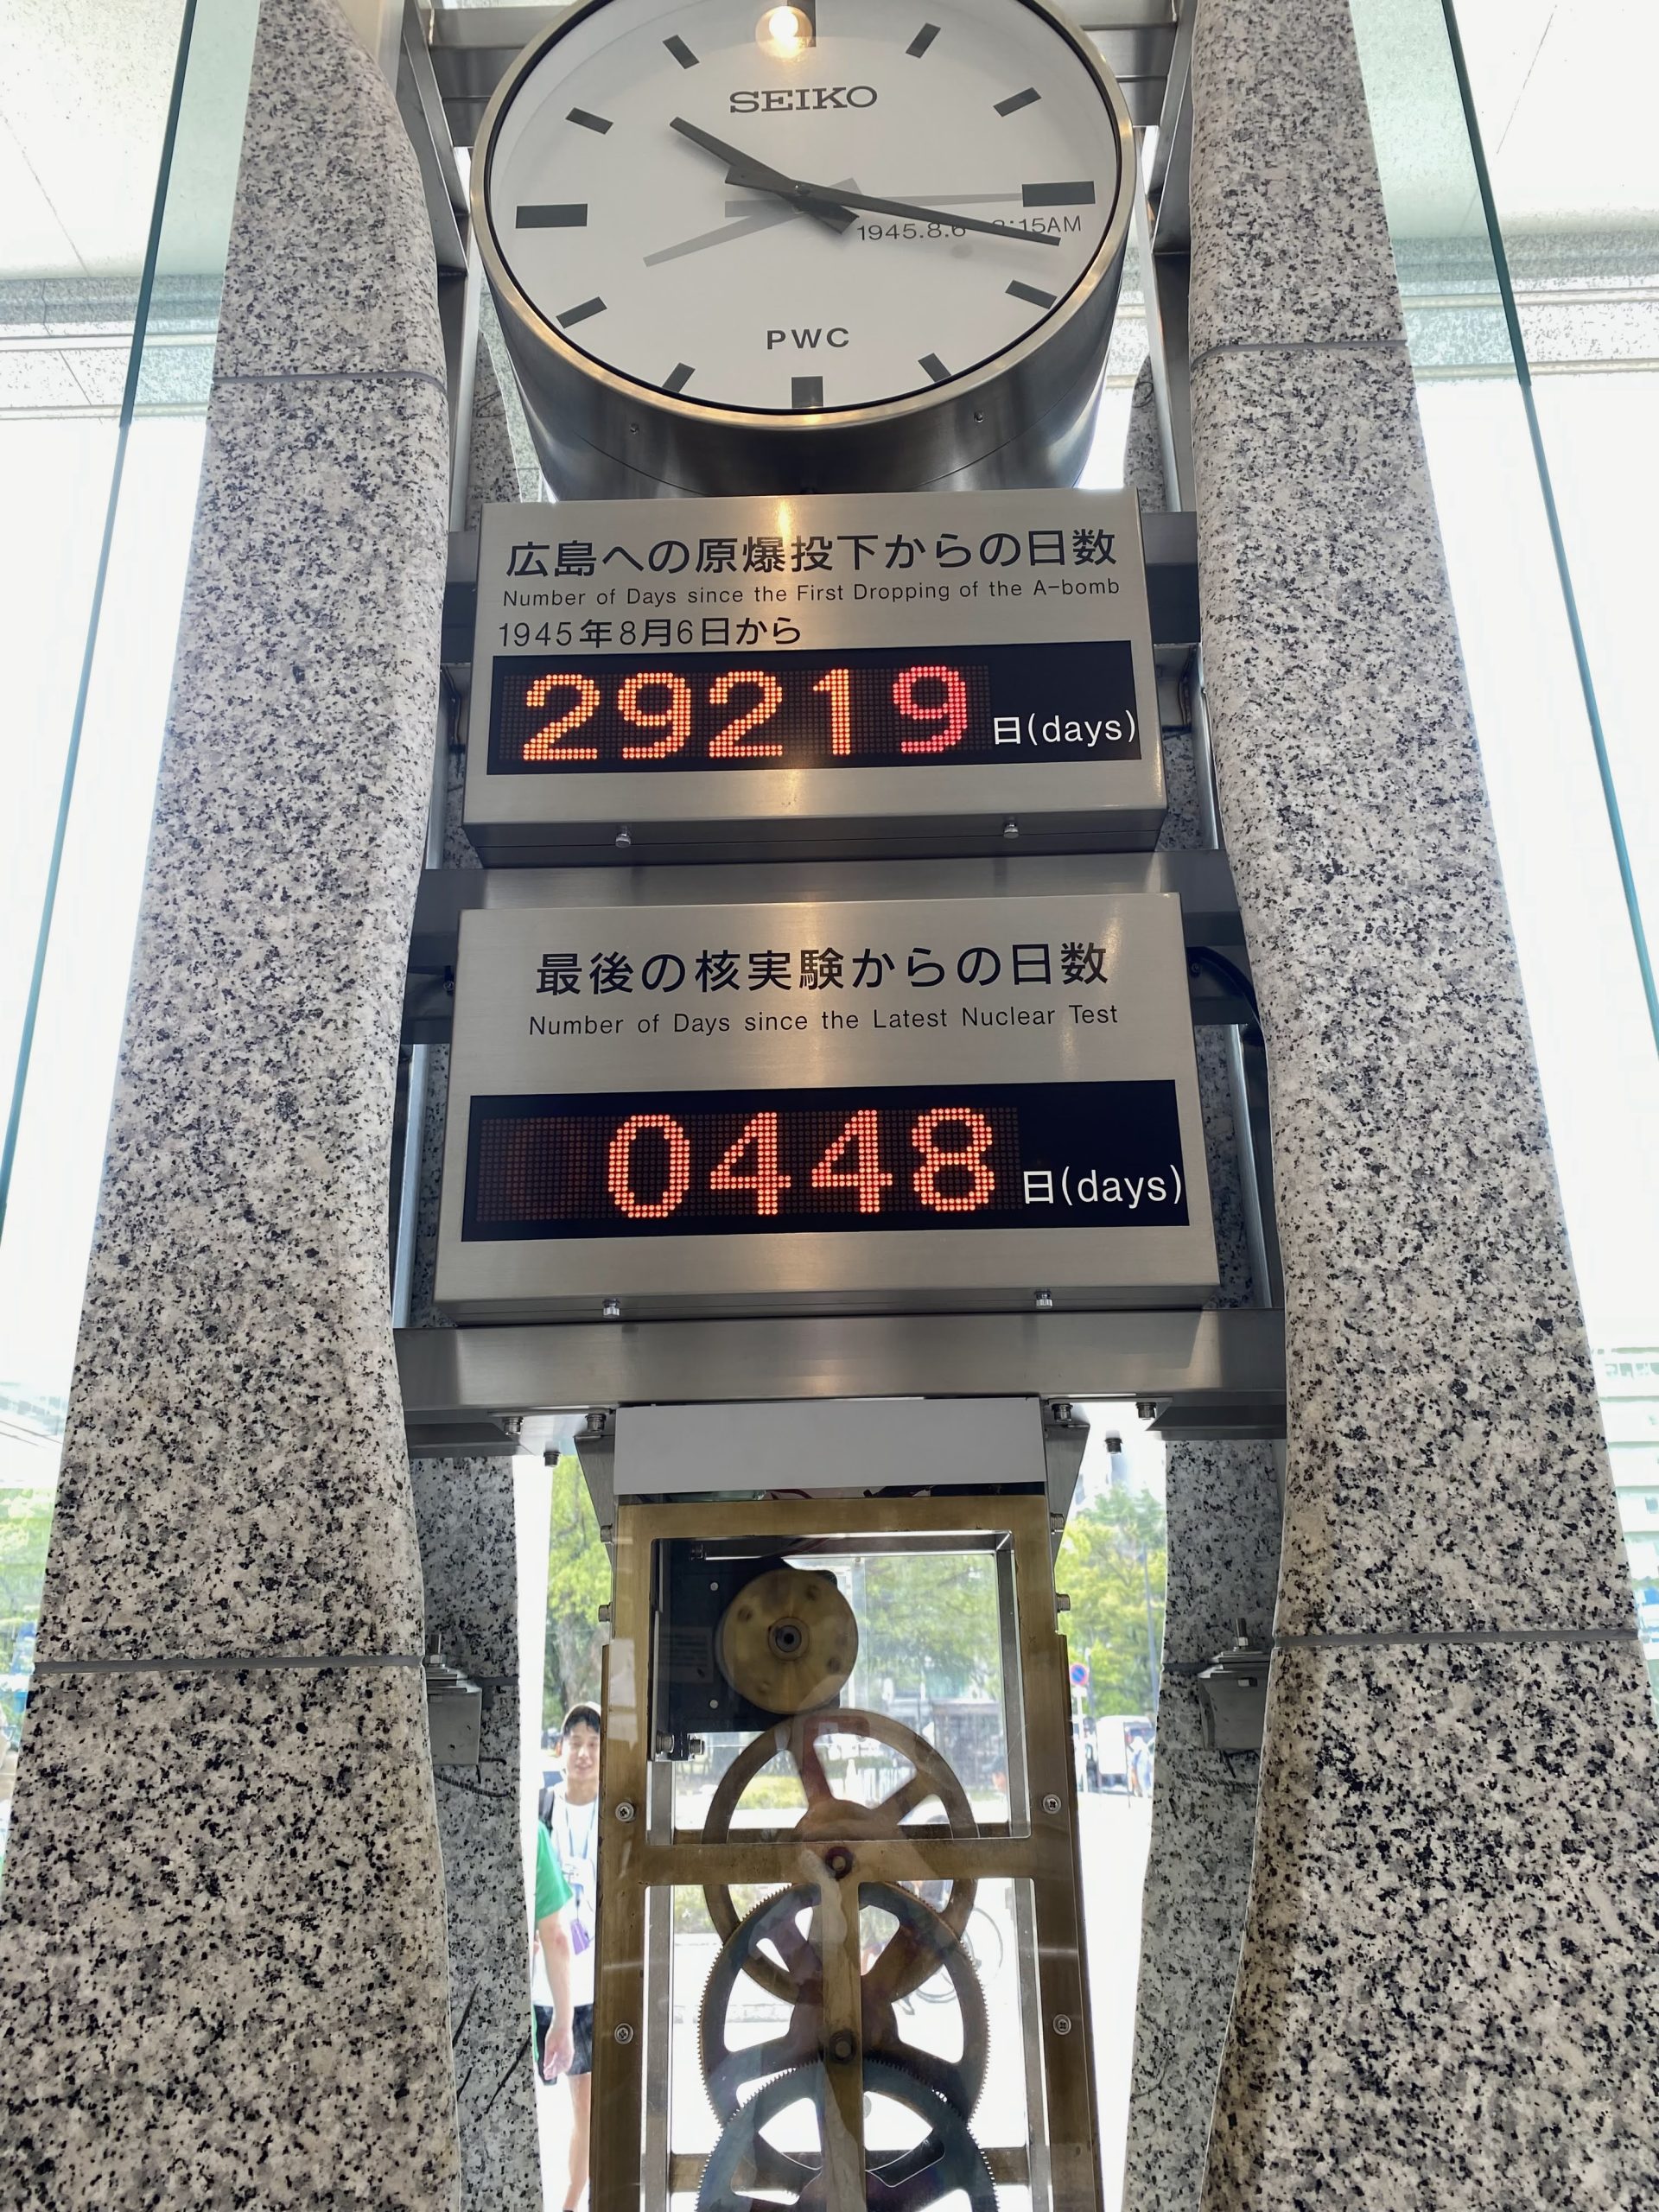 SEIKO
1945.8.6 8:15AM
PWC
広島への原爆投下からの日数
Number of Days since the First Dropping of the A-bomb
1945年8月6日から
29219 日(days)
最後の核実験からの日数
Number of Days since the Latest Nuclear Test
0448 日(days)